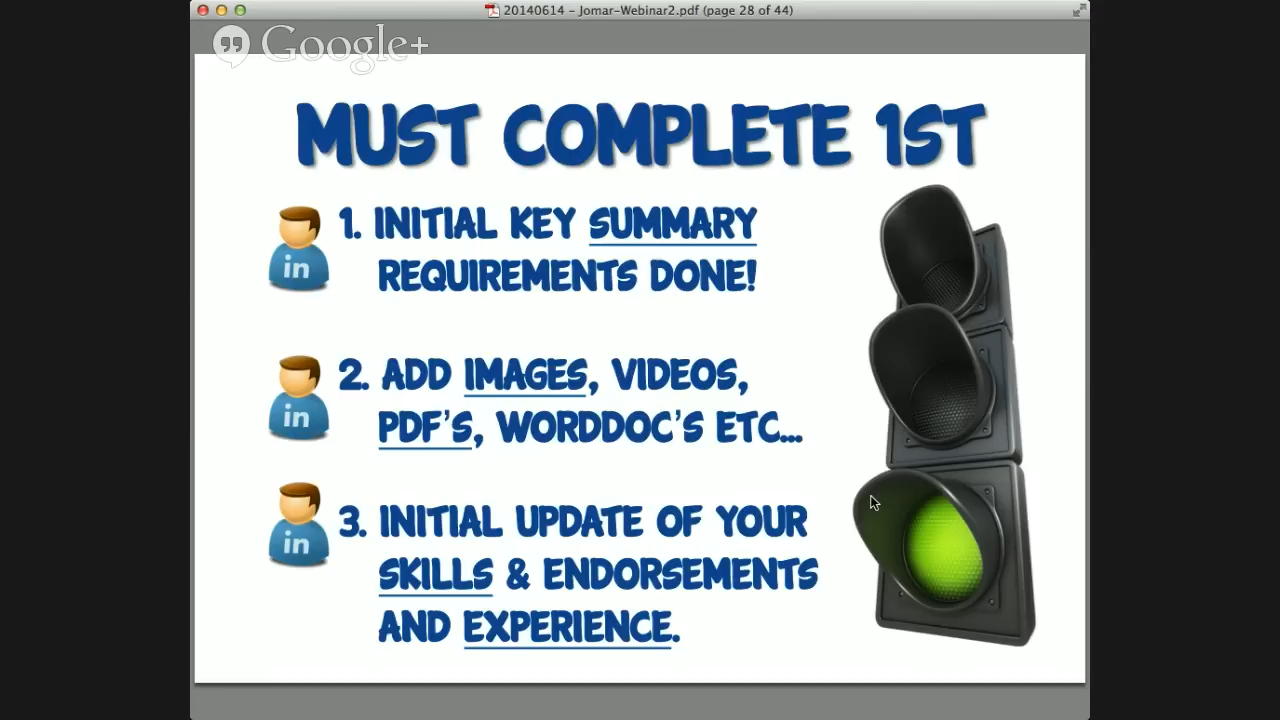 20140614 - Jomar-Webinar2.pdf (page 28 of 44)
Google+
MUST COMPLETE 1ST
in
1. INITIAL KEY SUMMARY
REQUIREMENTS DONE!
in
2. ADD IMAGES, VIDEOS,
PDF'S, WORDDOC'S ETC...
in
3. INITIAL UPDATE OF YOUR
SKILLS & ENDORSEMENTS
AND EXPERIENCE.